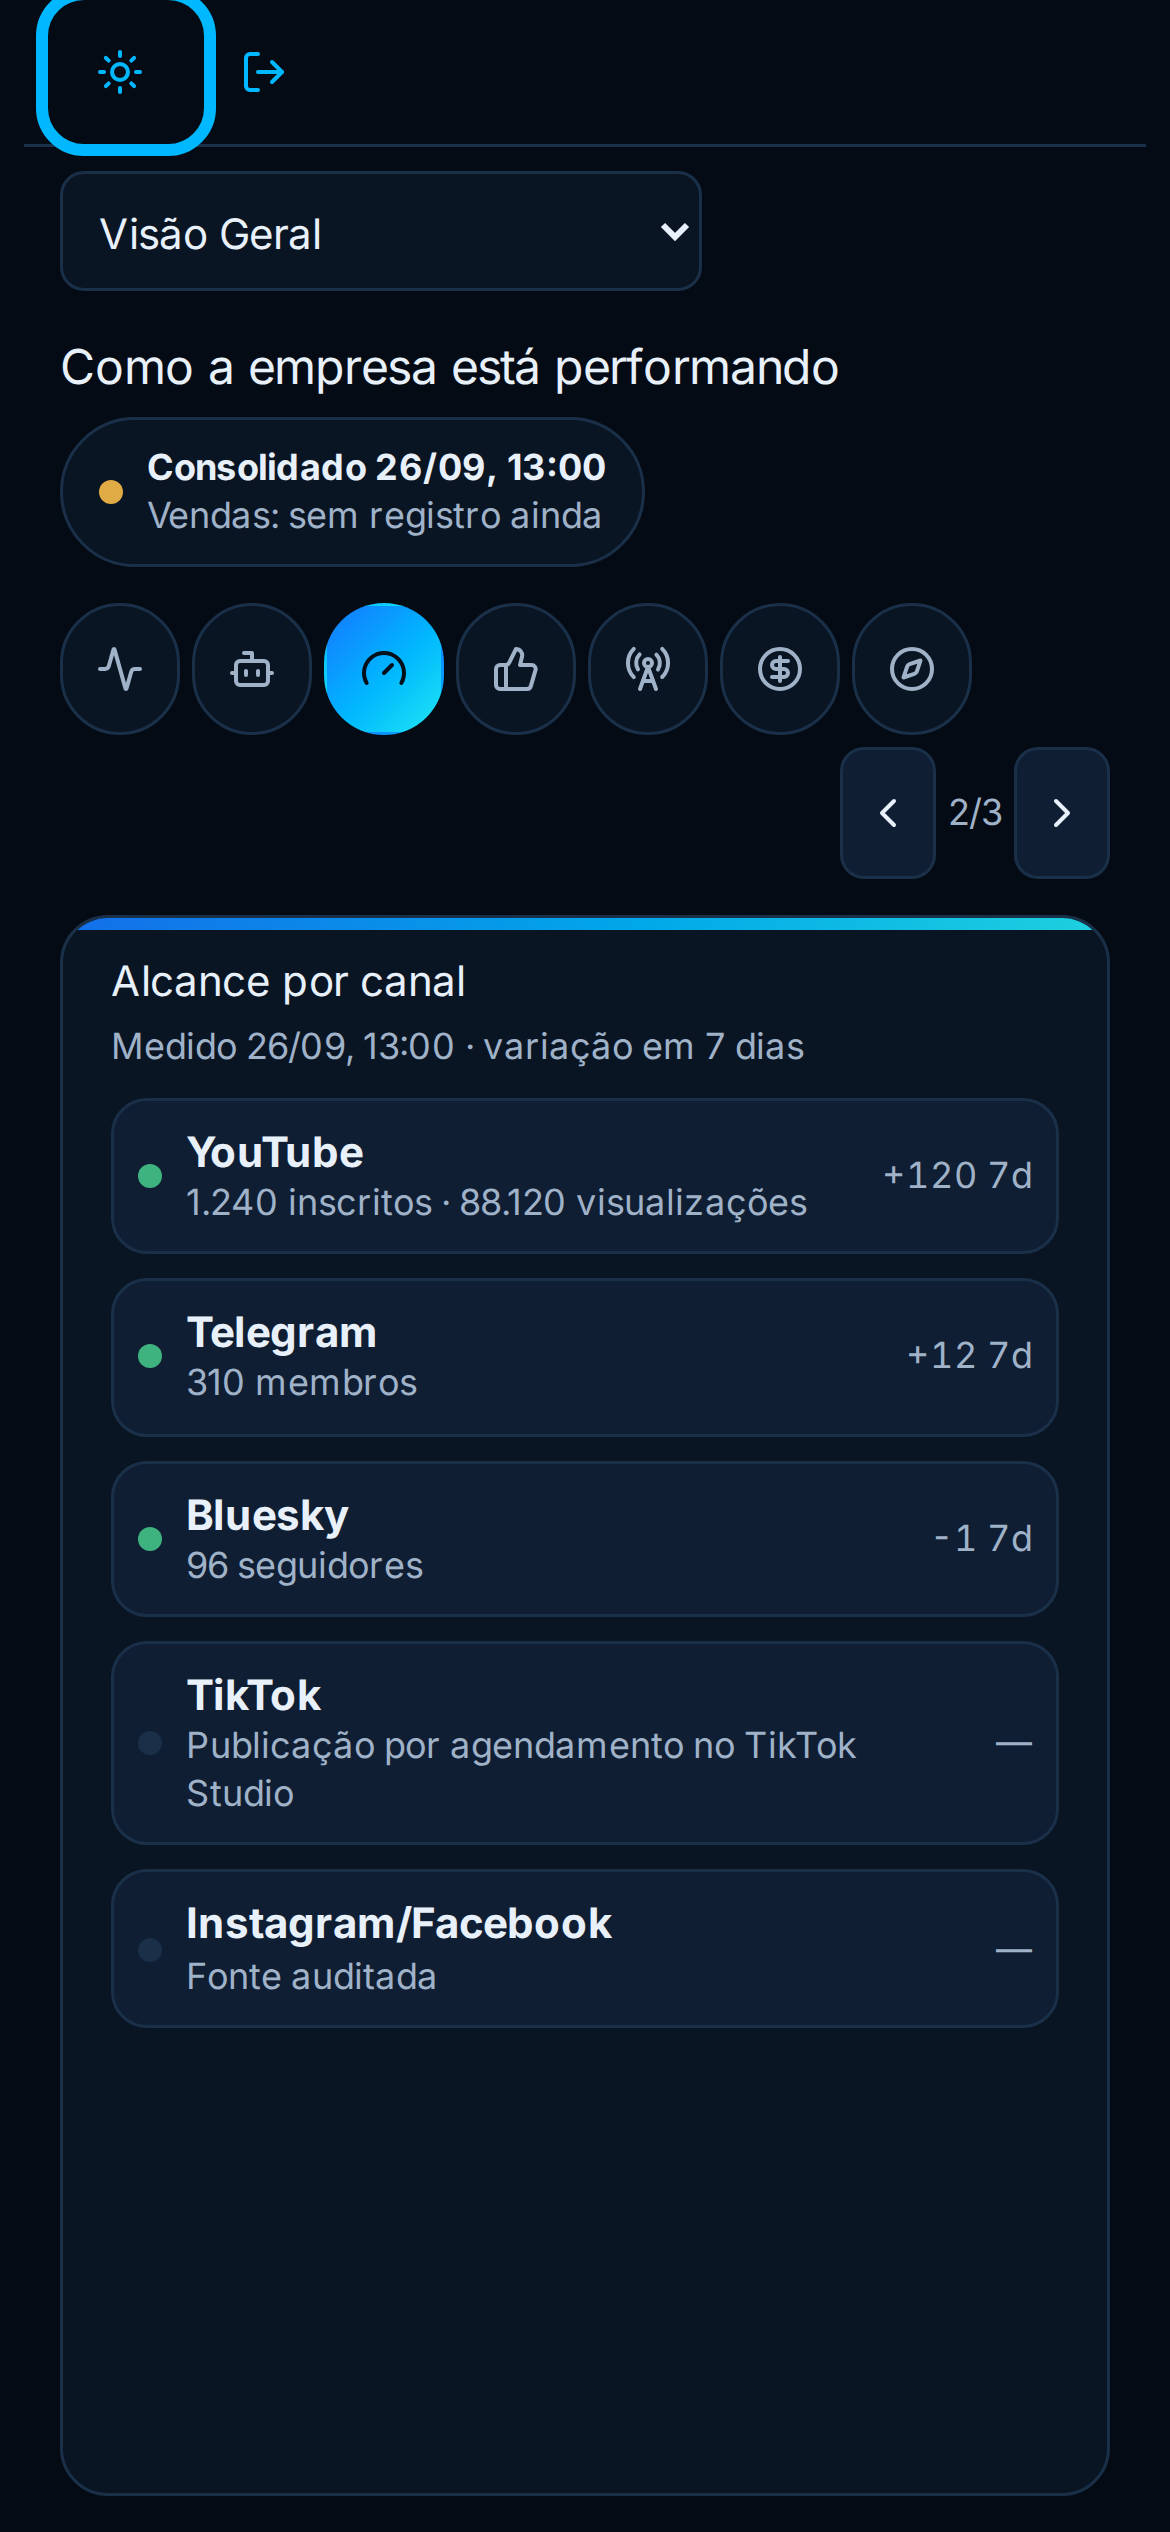 Visão Geral
Como a empresa está performando
Consolidado 26/09, 13:00
Vendas: sem registro ainda
2/3
Alcance por canal
Medido 26/09, 13:00 · variação em 7 dias
YouTube
1.240 inscritos · 88.120 visualizações
+120 7d
Telegram
310 membros
+12 7d
Bluesky
96 seguidores
-1 7d
TikTok
Publicação por agendamento no TikTok
Studio
—
Instagram/Facebook
Fonte auditada
—